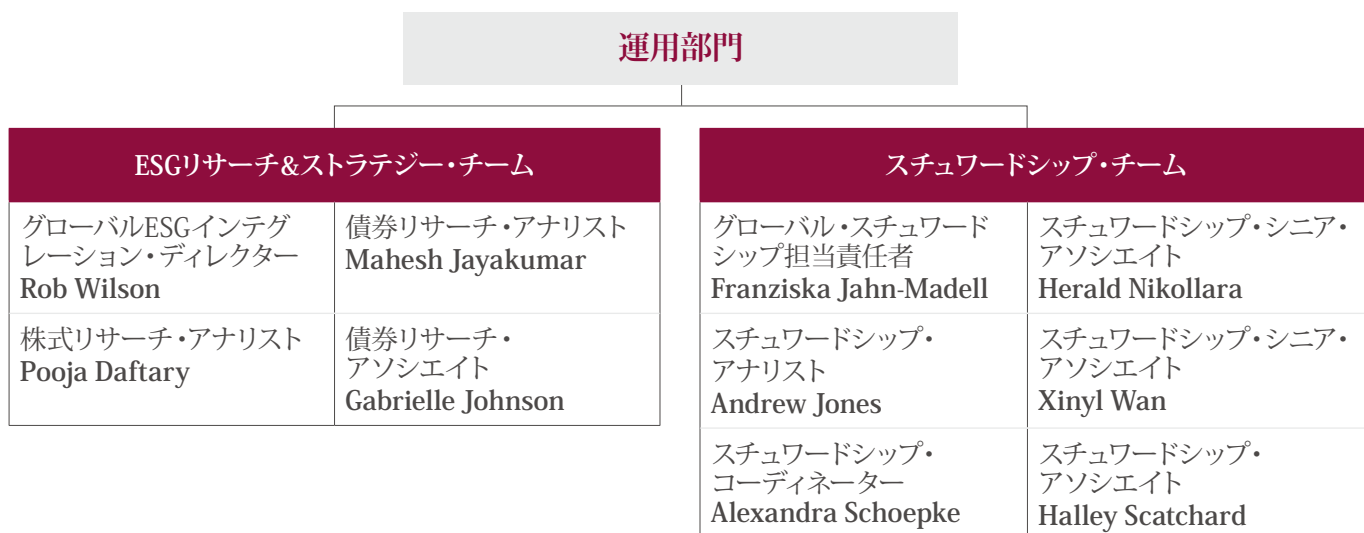 運用部門
ESGリサーチ&ストラテジー・チーム
グローバルESGインテグ
レーション・ディレクター
Rob Wilson
債券リサーチ・アナリスト
Mahesh Jayakumar
株式リサーチ・アナリスト
Pooja Daftary
債券リサーチ・
アソシエイト
Gabrielle Johnson
スチュワードシップ・チーム
グローバル・スチュワード
シップ担当責任者
Franziska Jahn-Madell
スチュワードシップ・シニア・
アソシエイト
Herald Nikollara
スチュワードシップ・
アナリスト
Andrew Jones
スチュワードシップ・シニア・
アソシエイト
Xinyl Wan
スチュワードシップ・
コーディネーター
Alexandra Schoepke
スチュワードシップ・
アソシエイト
Halley Scatchard